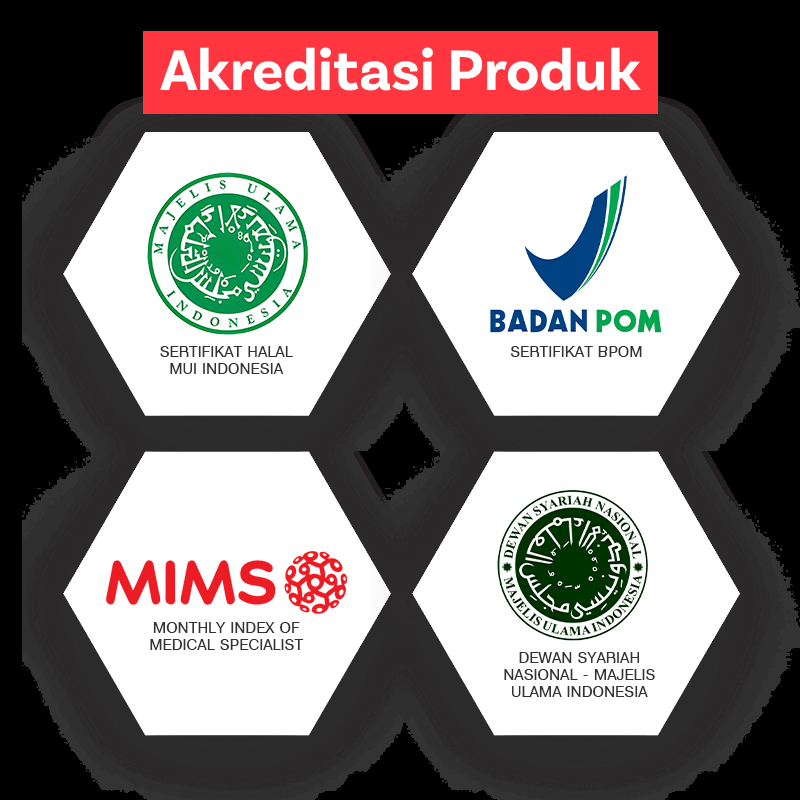 Akreditasi Produk
MAJELIS ULAMA
INDONESIA
SERTIFIKAT HALAL
MUI INDONESIA
BADAN POM
SERTIFIKAT BPOM
MIMS
MONTHLY INDEX OF
MEDICAL SPECIALIST
DEWAN SYARIAH NASIONAL
MAJELIS ULAMA INDONESIA
DEWAN SYARIAH
NASIONAL - MAJELIS
ULAMA INDONESIA